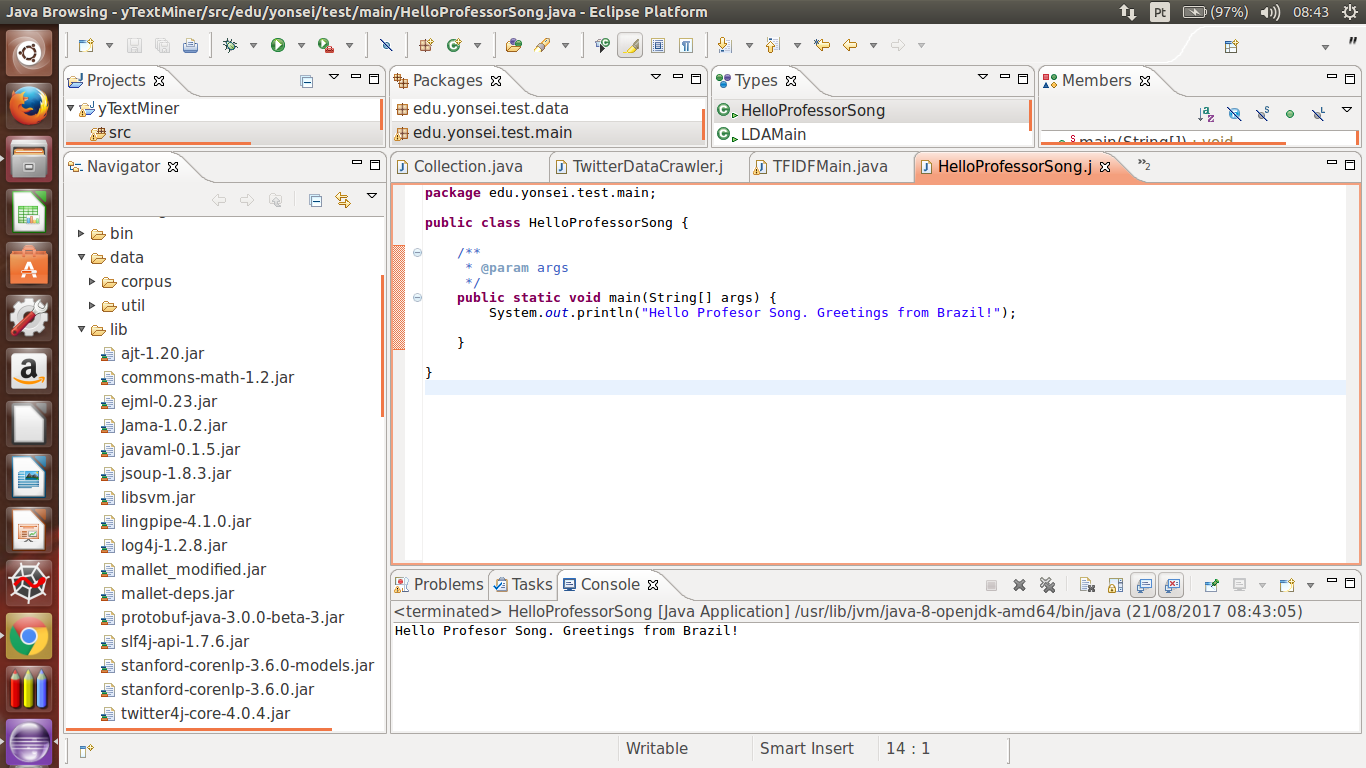 Java Browsing - yTextMiner/src/edu/yonsei/test/main/HelloProfessorSong.java - Eclipse Platform
Pt (97%) 08:43
Projects
Packages
Types
Members
yTextMiner
src
edu.yonsei.test.data
edu.yonsei.test.main
HelloProfessorSong
LDAMain
main(String[]) : void
Navigator
bin
data
corpus
util
lib
ajt-1.20.jar
commons-math-1.2.jar
ejml-0.23.jar
Jama-1.0.2.jar
javaml-0.1.5.jar
jsoup-1.8.3.jar
libsvm.jar
lingpipe-4.1.0.jar
log4j-1.2.8.jar
mallet_modified.jar
mallet-deps.jar
protobuf-java-3.0.0-beta-3.jar
slf4j-api-1.7.6.jar
stanford-corenlp-3.6.0-models.jar
stanford-corenlp-3.6.0.jar
twitter4j-core-4.0.4.jar
Collection.java
TwitterDataCrawler.j
TFIDFMain.java
HelloProfessorSong.j
»2
package edu.yonsei.test.main;
public class HelloProfessorSong {
/**
* @param args
*/
public static void main(String[] args) {
System.out.println("Hello Profesor Song. Greetings from Brazil!");
}
}
Problems
Tasks
Console
<terminated> HelloProfessorSong [Java Application] /usr/lib/jvm/java-8-openjdk-amd64/bin/java (21/08/2017 08:43:05)
Hello Profesor Song. Greetings from Brazil!
Writable
Smart Insert
14 : 1